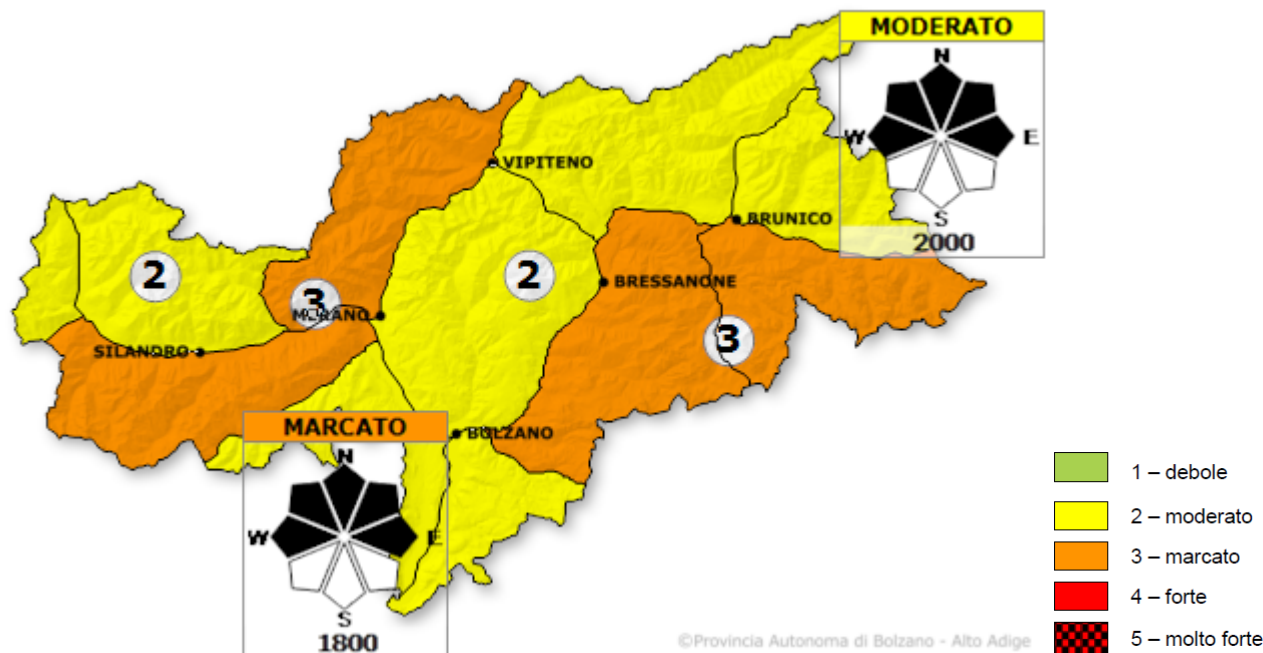 MODERATO
N
W E
S
2000
VIPITENO
BRUNICO
2
2
BRESSANONE
3
MERANO
3
SILANDRO
MARCATO
BOLZANO
N
W E
S
1800
1 – debole
2 – moderato
3 – marcato
4 – forte
5 – molto forte
©Provincia Autonoma di Bolzano - Alto Adige